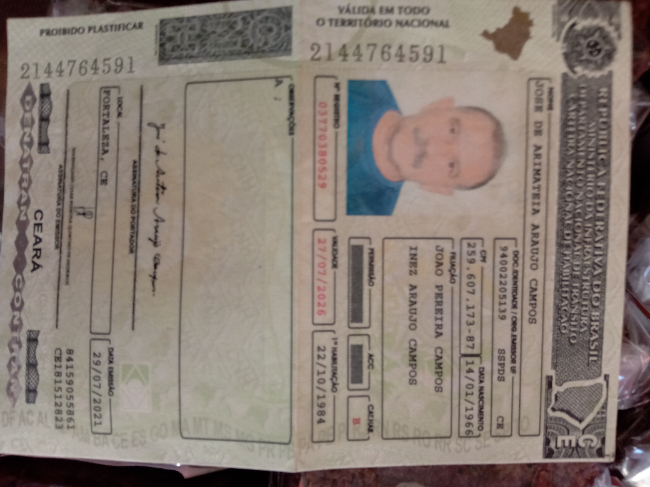 REPÚBLICA FEDERATIVA DO BRASIL
MINISTÉRIO DA INFRAESTRUTURA
DEPARTAMENTO NACIONAL DE TRÂNSITO
CARTEIRA NACIONAL DE HABILITAÇÃO
CE
NOME
JOSE DE ARIMATEIA ARAUJO CAMPOS
DOC. IDENTIDADE / ORG EMISSOR UF
94002205139 SSPDS CE
CPF DATA NASCIMENTO
259.607.173-87 14/01/1966
FILIAÇÃO
JOAO PEREIRA CAMPOS
INEZ ARAUJO CAMPOS
PERMISSÃO ACC CAT.HAB.
B
Nº REGISTRO VALIDADE 1ª HABILITAÇÃO
03770380529 27/07/2026 22/10/1984
VÁLIDA EM TODO
O TERRITÓRIO NACIONAL
2144764591
OBSERVAÇÕES
A ;
ASSINATURA DO PORTADOR
LOCAL DATA EMISSÃO
FORTALEZA, CE 29/07/2021
ASSINATURA DO EMISSOR
84159055861
CE181512823
CEARÁ
DENATRAN CONTRAN
PROIBIDO PLASTIFICAR
2144764591